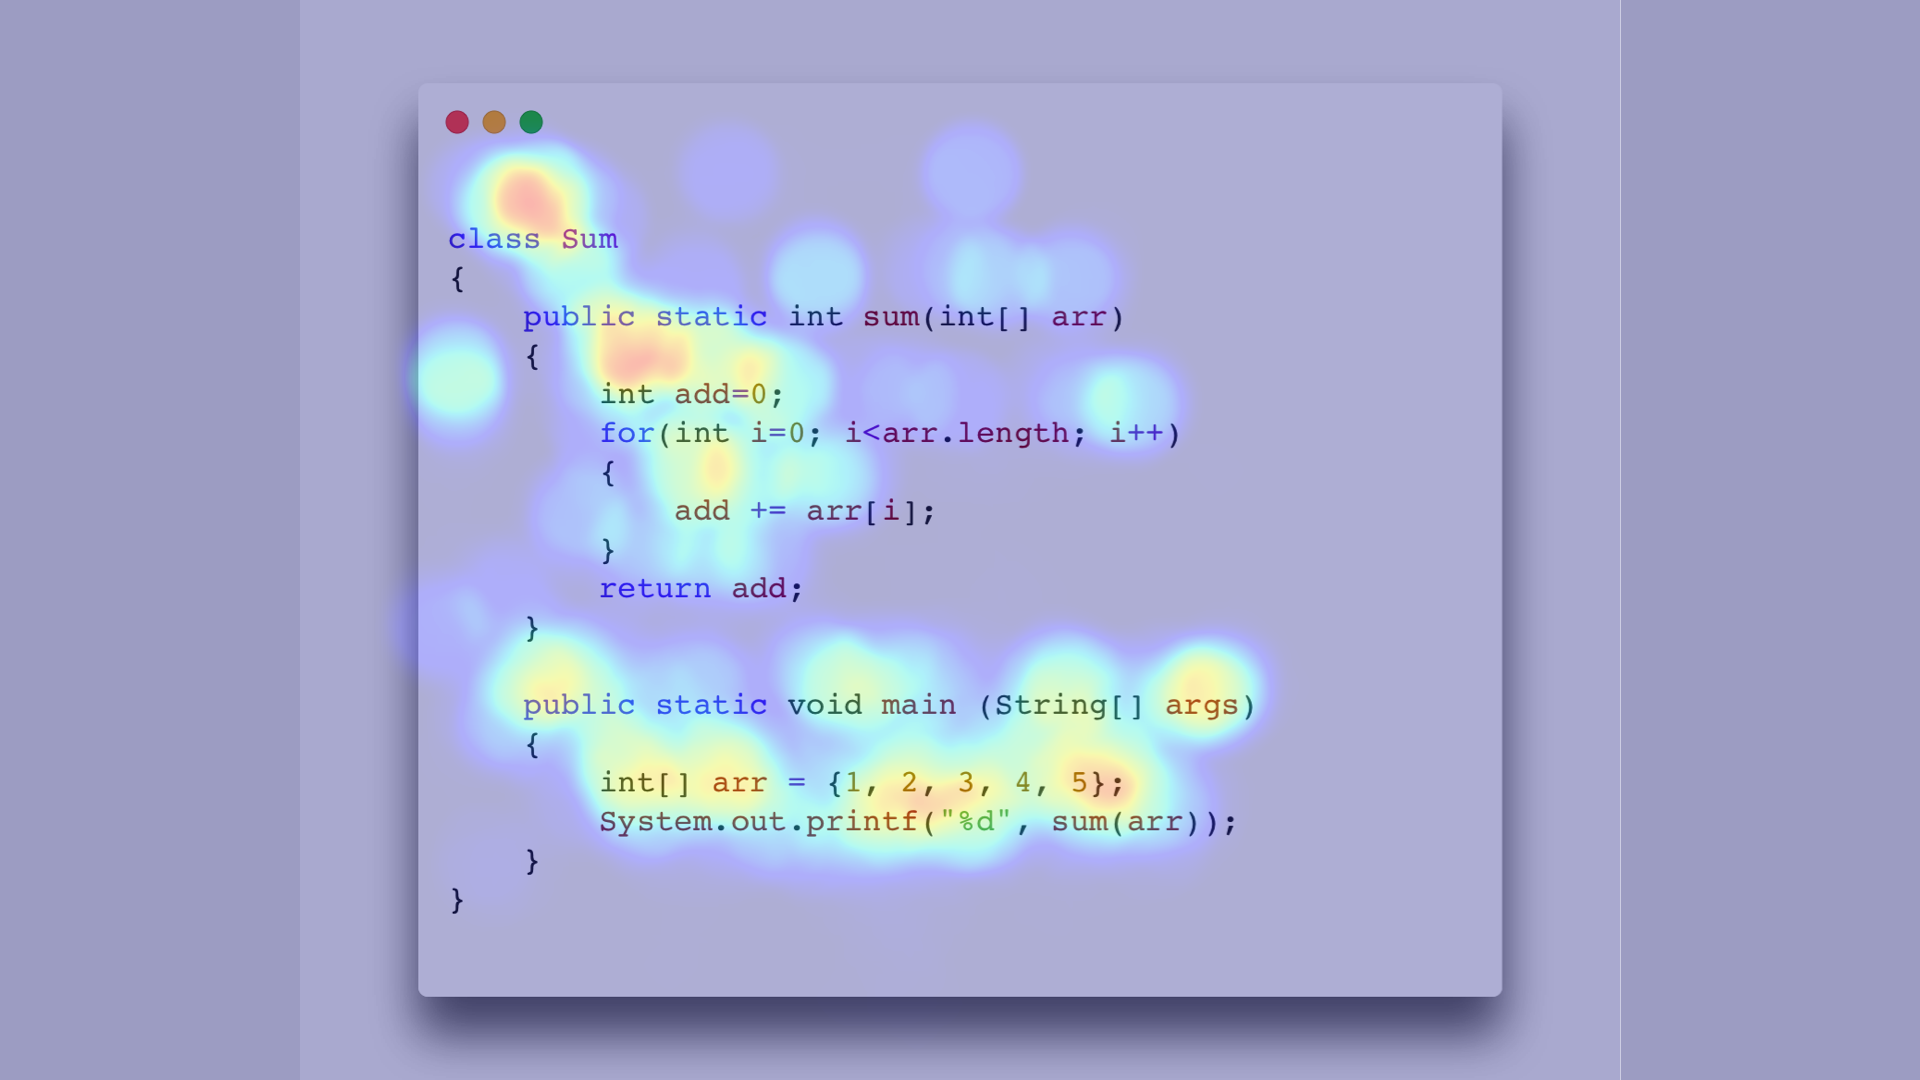 class Sum
{
    public static int sum(int[] arr)
    {
        int add=0;
        for(int i=0; i<arr.length; i++)
        {
            add += arr[i];
        }
        return add;
    }

    public static void main (String[] args)
    {
        int[] arr = {1, 2, 3, 4, 5};
        System.out.printf("%d", sum(arr));
    }
}